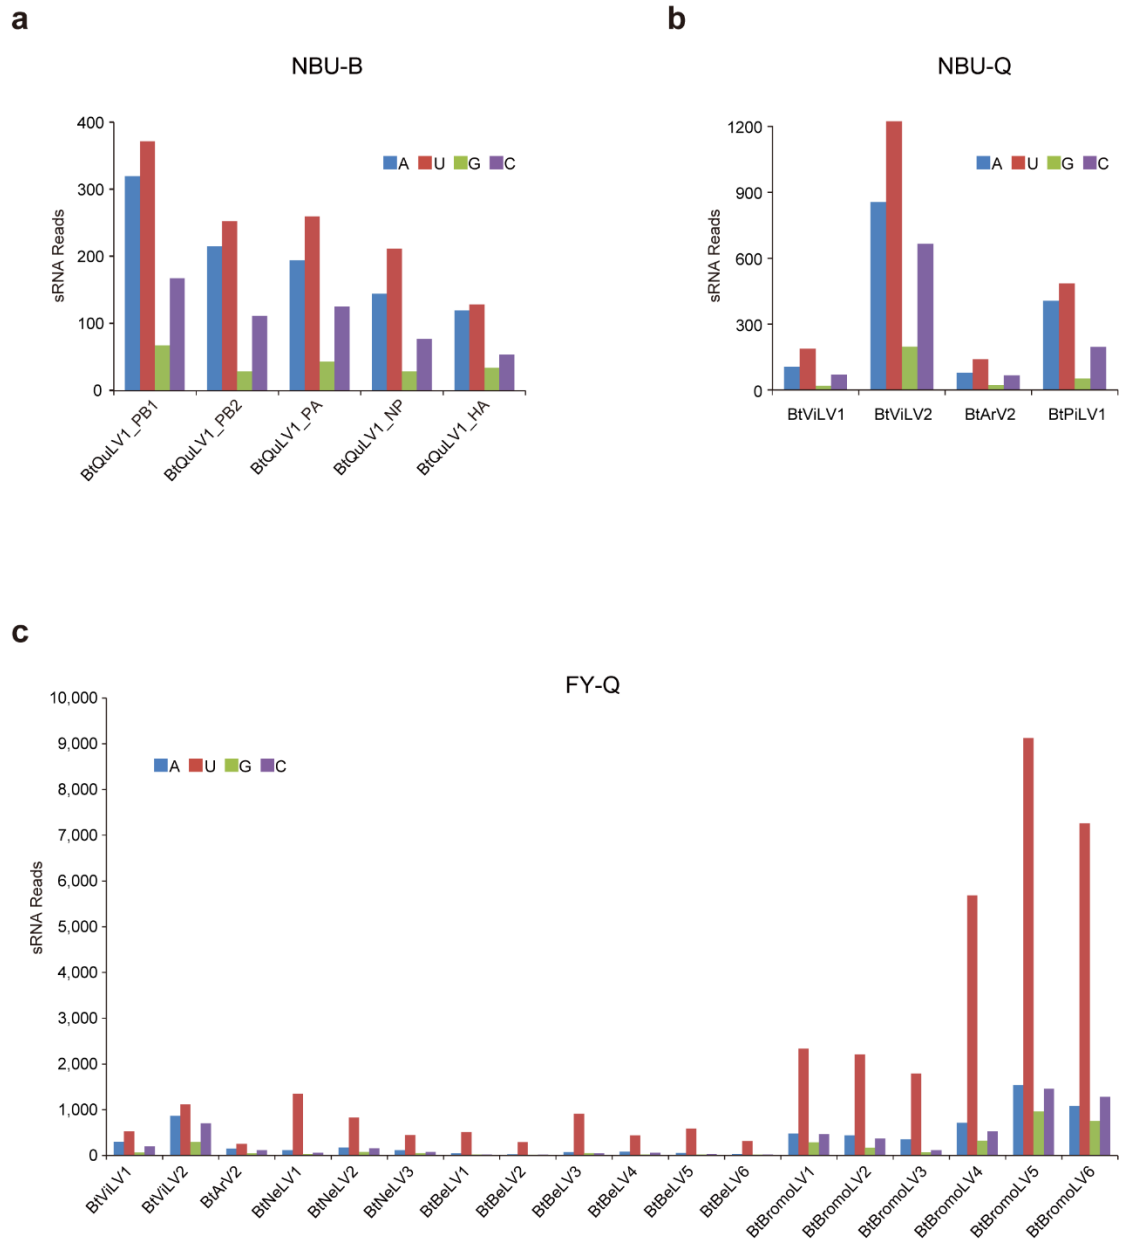 a
NBU-B
400
300
200
100
0
sRNA Reads
A U G C
BtQuLV1_PB1
BtQuLV1_PB2
BtQuLV1_PA
BtQuLV1_NP
BtQuLV1_HA
b
NBU-Q
1200
900
600
300
0
sRNA Reads
A U G C
BtViLV1 BtViLV2 BtArV2 BtPiLV1
c
FY-Q
10,000
9,000
8,000
7,000
6,000
5,000
4,000
3,000
2,000
1,000
0
sRNA Reads
A U G C
BtViLV1
BtViLV2
BtArV2
BtNeLV1
BtNeLV2
BtNeLV3
BtBeLV1
BtBeLV2
BtBeLV3
BtBeLV4
BtBeLV5
BtBeLV6
BtBromoLV1
BtBromoLV2
BtBromoLV3
BtBromoLV4
BtBromoLV5
BtBromoLV6